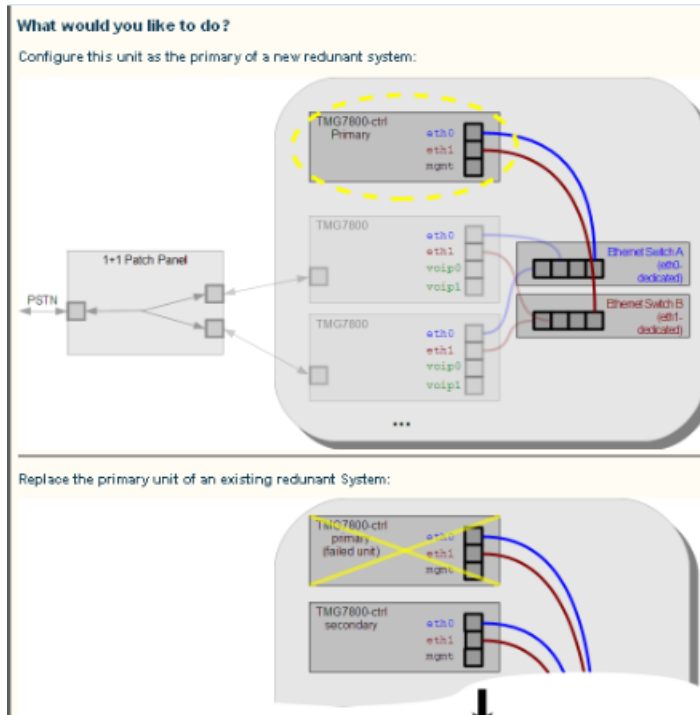 What would you like to do?
Configure this unit as the primary of a new redunant system:
TMG7800-ctrl
Primary
eth0
eth1
mgmt
TMG7800
eth0
eth1
voip0
voip1
Ethernet Switch A
(eth0-
dedicated)
1+1 Patch Panel
PSTN
Ethernet Switch B
(eth1-
dedicated)
TMG7800
eth0
eth1
voip0
voip1
...
Replace the primary unit of an existing redunant System:
TMG7800-ctrl
primary
(failed unit)
eth0
eth1
mgmt
TMG7800-ctrl
secondary
eth0
eth1
mgmt